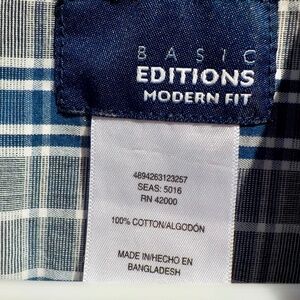 BASIC
EDITIONS
MODERN FIT
4894263123257
SEAS: 5016
RN 42000
100% COTTON/ALGODÓN
MADE IN/HECHO EN
BANGLADESH